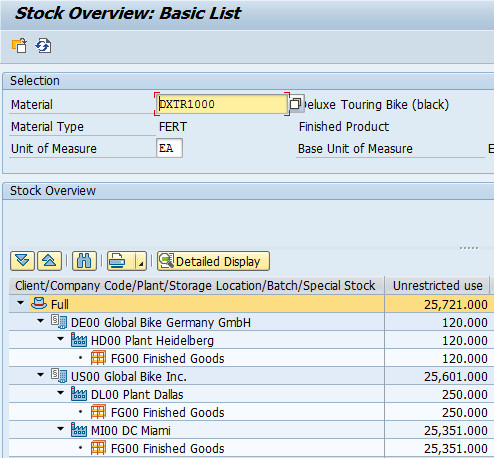 Stock Overview: Basic List
Selection
Material DXTR1000 Deluxe Touring Bike (black)
Material Type FERT Finished Product
Unit of Measure EA Base Unit of Measure E
Stock Overview
Detailed Display
Client/Company Code/Plant/Storage Location/Batch/Special Stock Unrestricted use
Full 25,721.000
DE00 Global Bike Germany GmbH 120.000
HD00 Plant Heidelberg 120.000
FG00 Finished Goods 120.000
US00 Global Bike Inc. 25,601.000
DL00 Plant Dallas 250.000
FG00 Finished Goods 250.000
MI00 DC Miami 25,351.000
FG00 Finished Goods 25,351.000